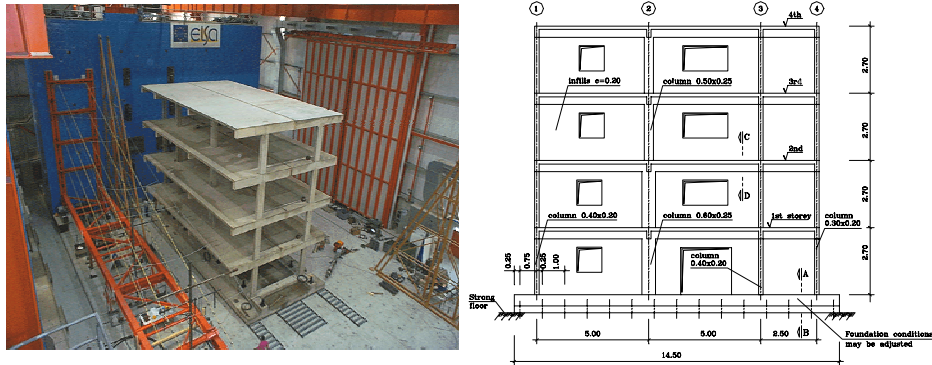 elsa
1
2
3
4
4th
infills e=0.20
column 0.50x0.25
3rd
2.70
C
2nd
2.70
D
column 0.40x0.20
column 0.60x0.25
1st storey
column
0.30x0.20
2.70
0.25
0.75
0.25
1.00
column
0.40x0.20
A
2.70
Strong
floor
5.00
5.00
2.50
B
Foundation conditions
may be adjusted
14.50